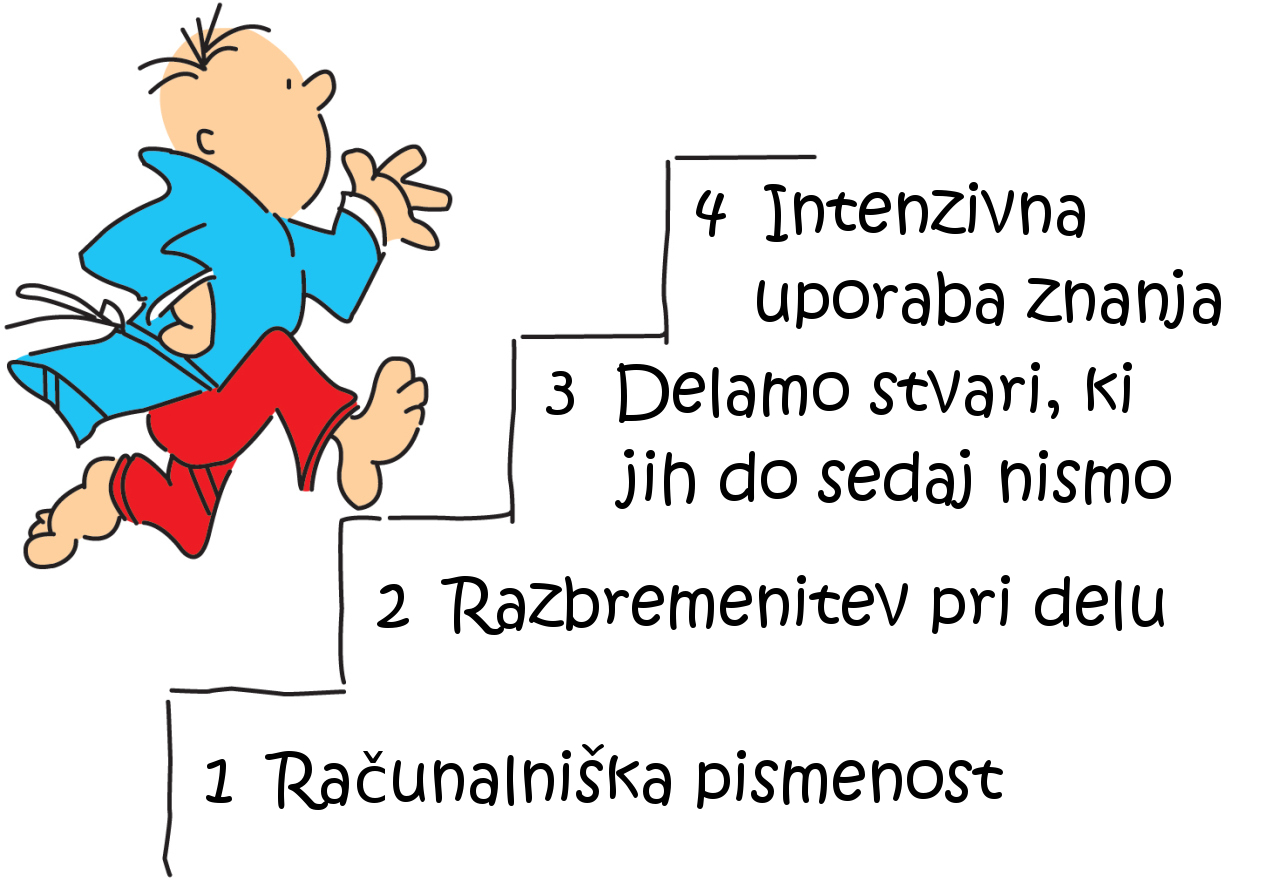 4 Intenzivna
uporaba znanja
3 Delamo stvari, ki
jih do sedaj nismo
2 Razbremenitev pri delu
1 Računalniška pismenost